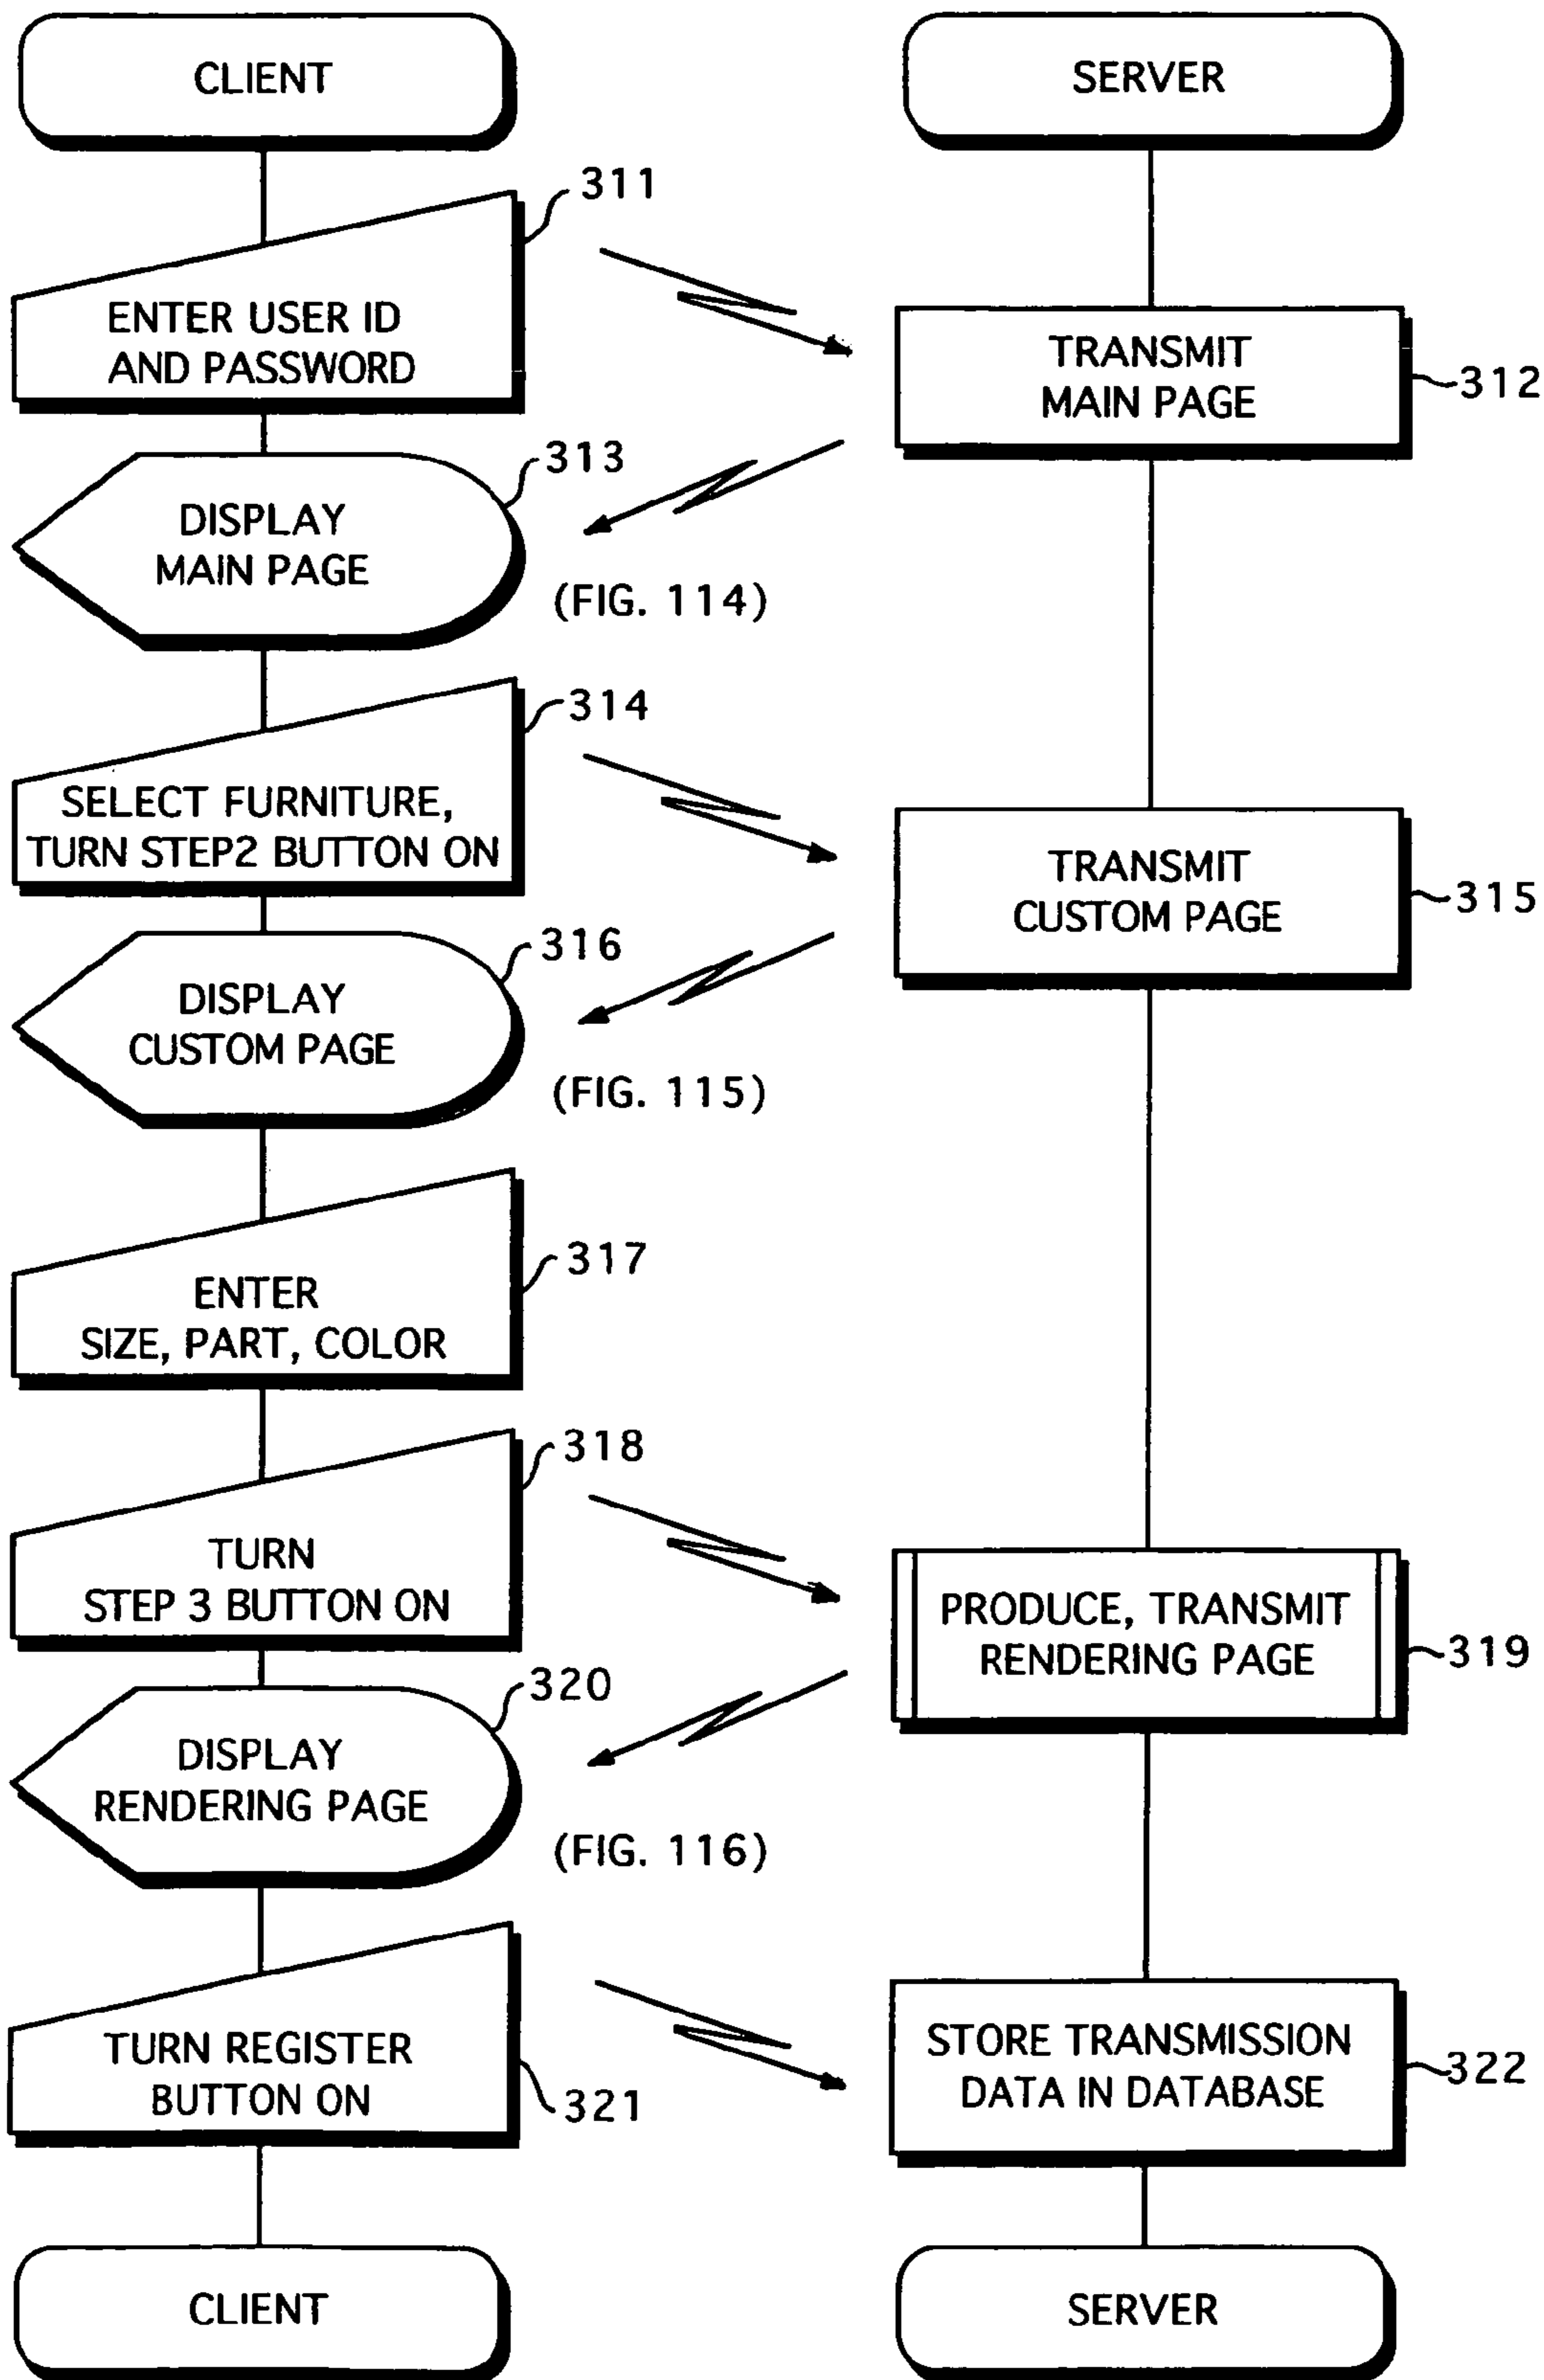 CLIENT
SERVER
311
ENTER USER ID
AND PASSWORD
TRANSMIT
MAIN PAGE
312
313
DISPLAY
MAIN PAGE
(FIG. 114)
314
SELECT FURNITURE,
TURN STEP2 BUTTON ON
TRANSMIT
CUSTOM PAGE
315
316
DISPLAY
CUSTOM PAGE
(FIG. 115)
317
ENTER
SIZE, PART, COLOR
318
TURN
STEP 3 BUTTON ON
PRODUCE, TRANSMIT
RENDERING PAGE
319
320
DISPLAY
RENDERING PAGE
(FIG. 116)
TURN REGISTER
BUTTON ON
321
STORE TRANSMISSION
DATA IN DATABASE
322
CLIENT
SERVER